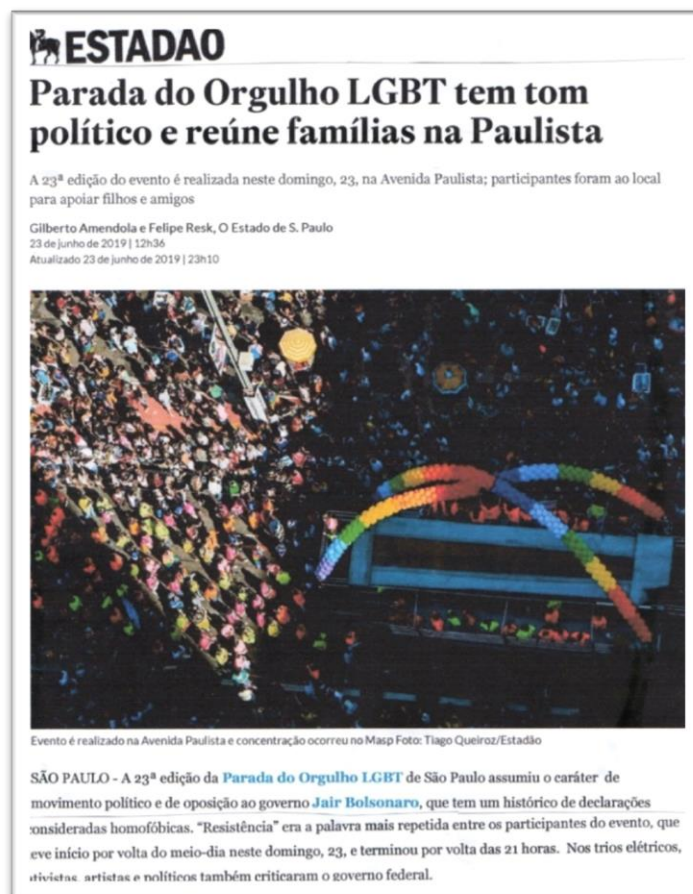 ESTADAO
Parada do Orgulho LGBT tem tom
político e reúne famílias na Paulista
A 23ª edição do evento é realizada neste domingo, 23, na Avenida Paulista; participantes foram ao local
para apoiar filhos e amigos
Gilberto Amendola e Felipe Resk, O Estado de S. Paulo
23 de junho de 2019 | 12h36
Atualizado 23 de junho de 2019 | 23h10
Evento é realizado na Avenida Paulista e concentração ocorreu no Masp Foto: Tiago Queiroz/Estadão
SÃO PAULO - A 23ª edição da Parada do Orgulho LGBT de São Paulo assumiu o caráter de
movimento político e de oposição ao governo Jair Bolsonaro, que tem um histórico de declarações
onsideradas homofóbicas. “Resistência” era a palavra mais repetida entre os participantes do evento, que
eve início por volta do meio-dia neste domingo, 23, e terminou por volta das 21 horas. Nos trios elétricos,
tivistas, artistas e políticos também criticaram o governo federal.